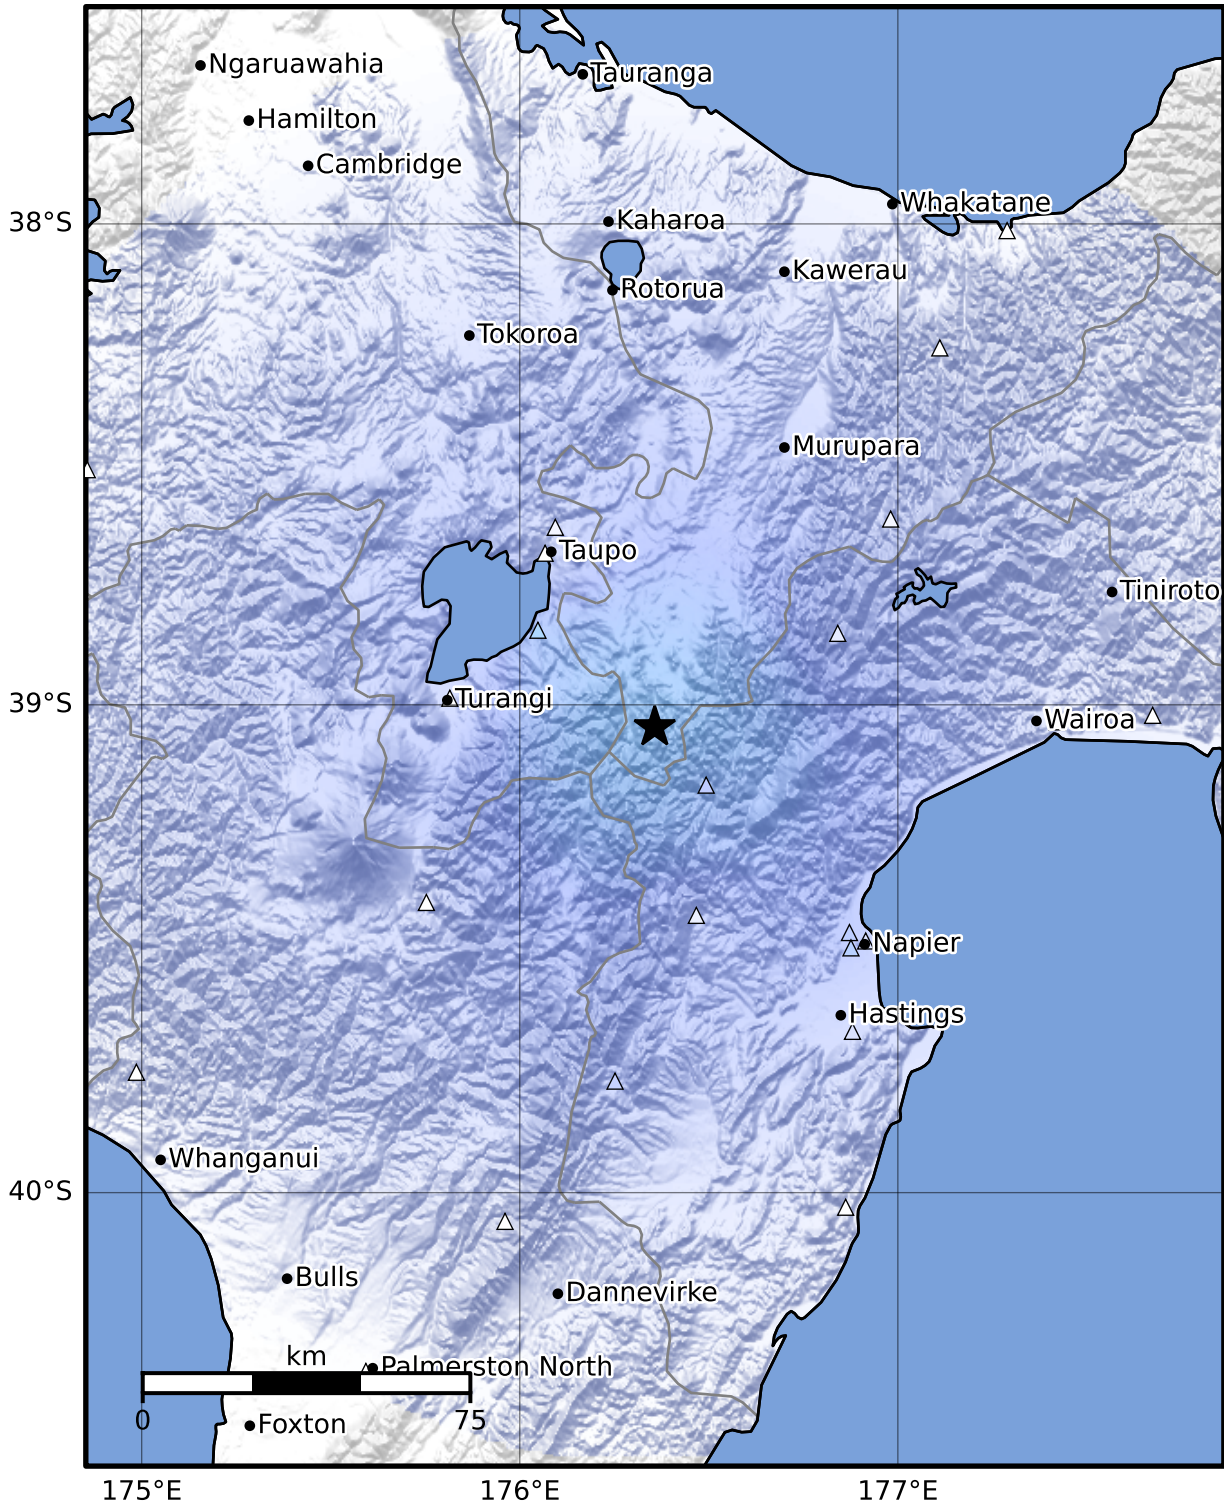 Ngaruawahia
Tauranga
Hamilton
Cambridge
Whakatane
38°S
Kaharoa
Kawerau
Rotorua
Tokoroa
Murupara
Taupo
Tiniroto
Turangi
39°S
Wairoa
Napier
Hastings
Whanganui
40°S
Bulls
Dannevirke
km
Palmerston North
0
75
Foxton
175°E
176°E
177°E